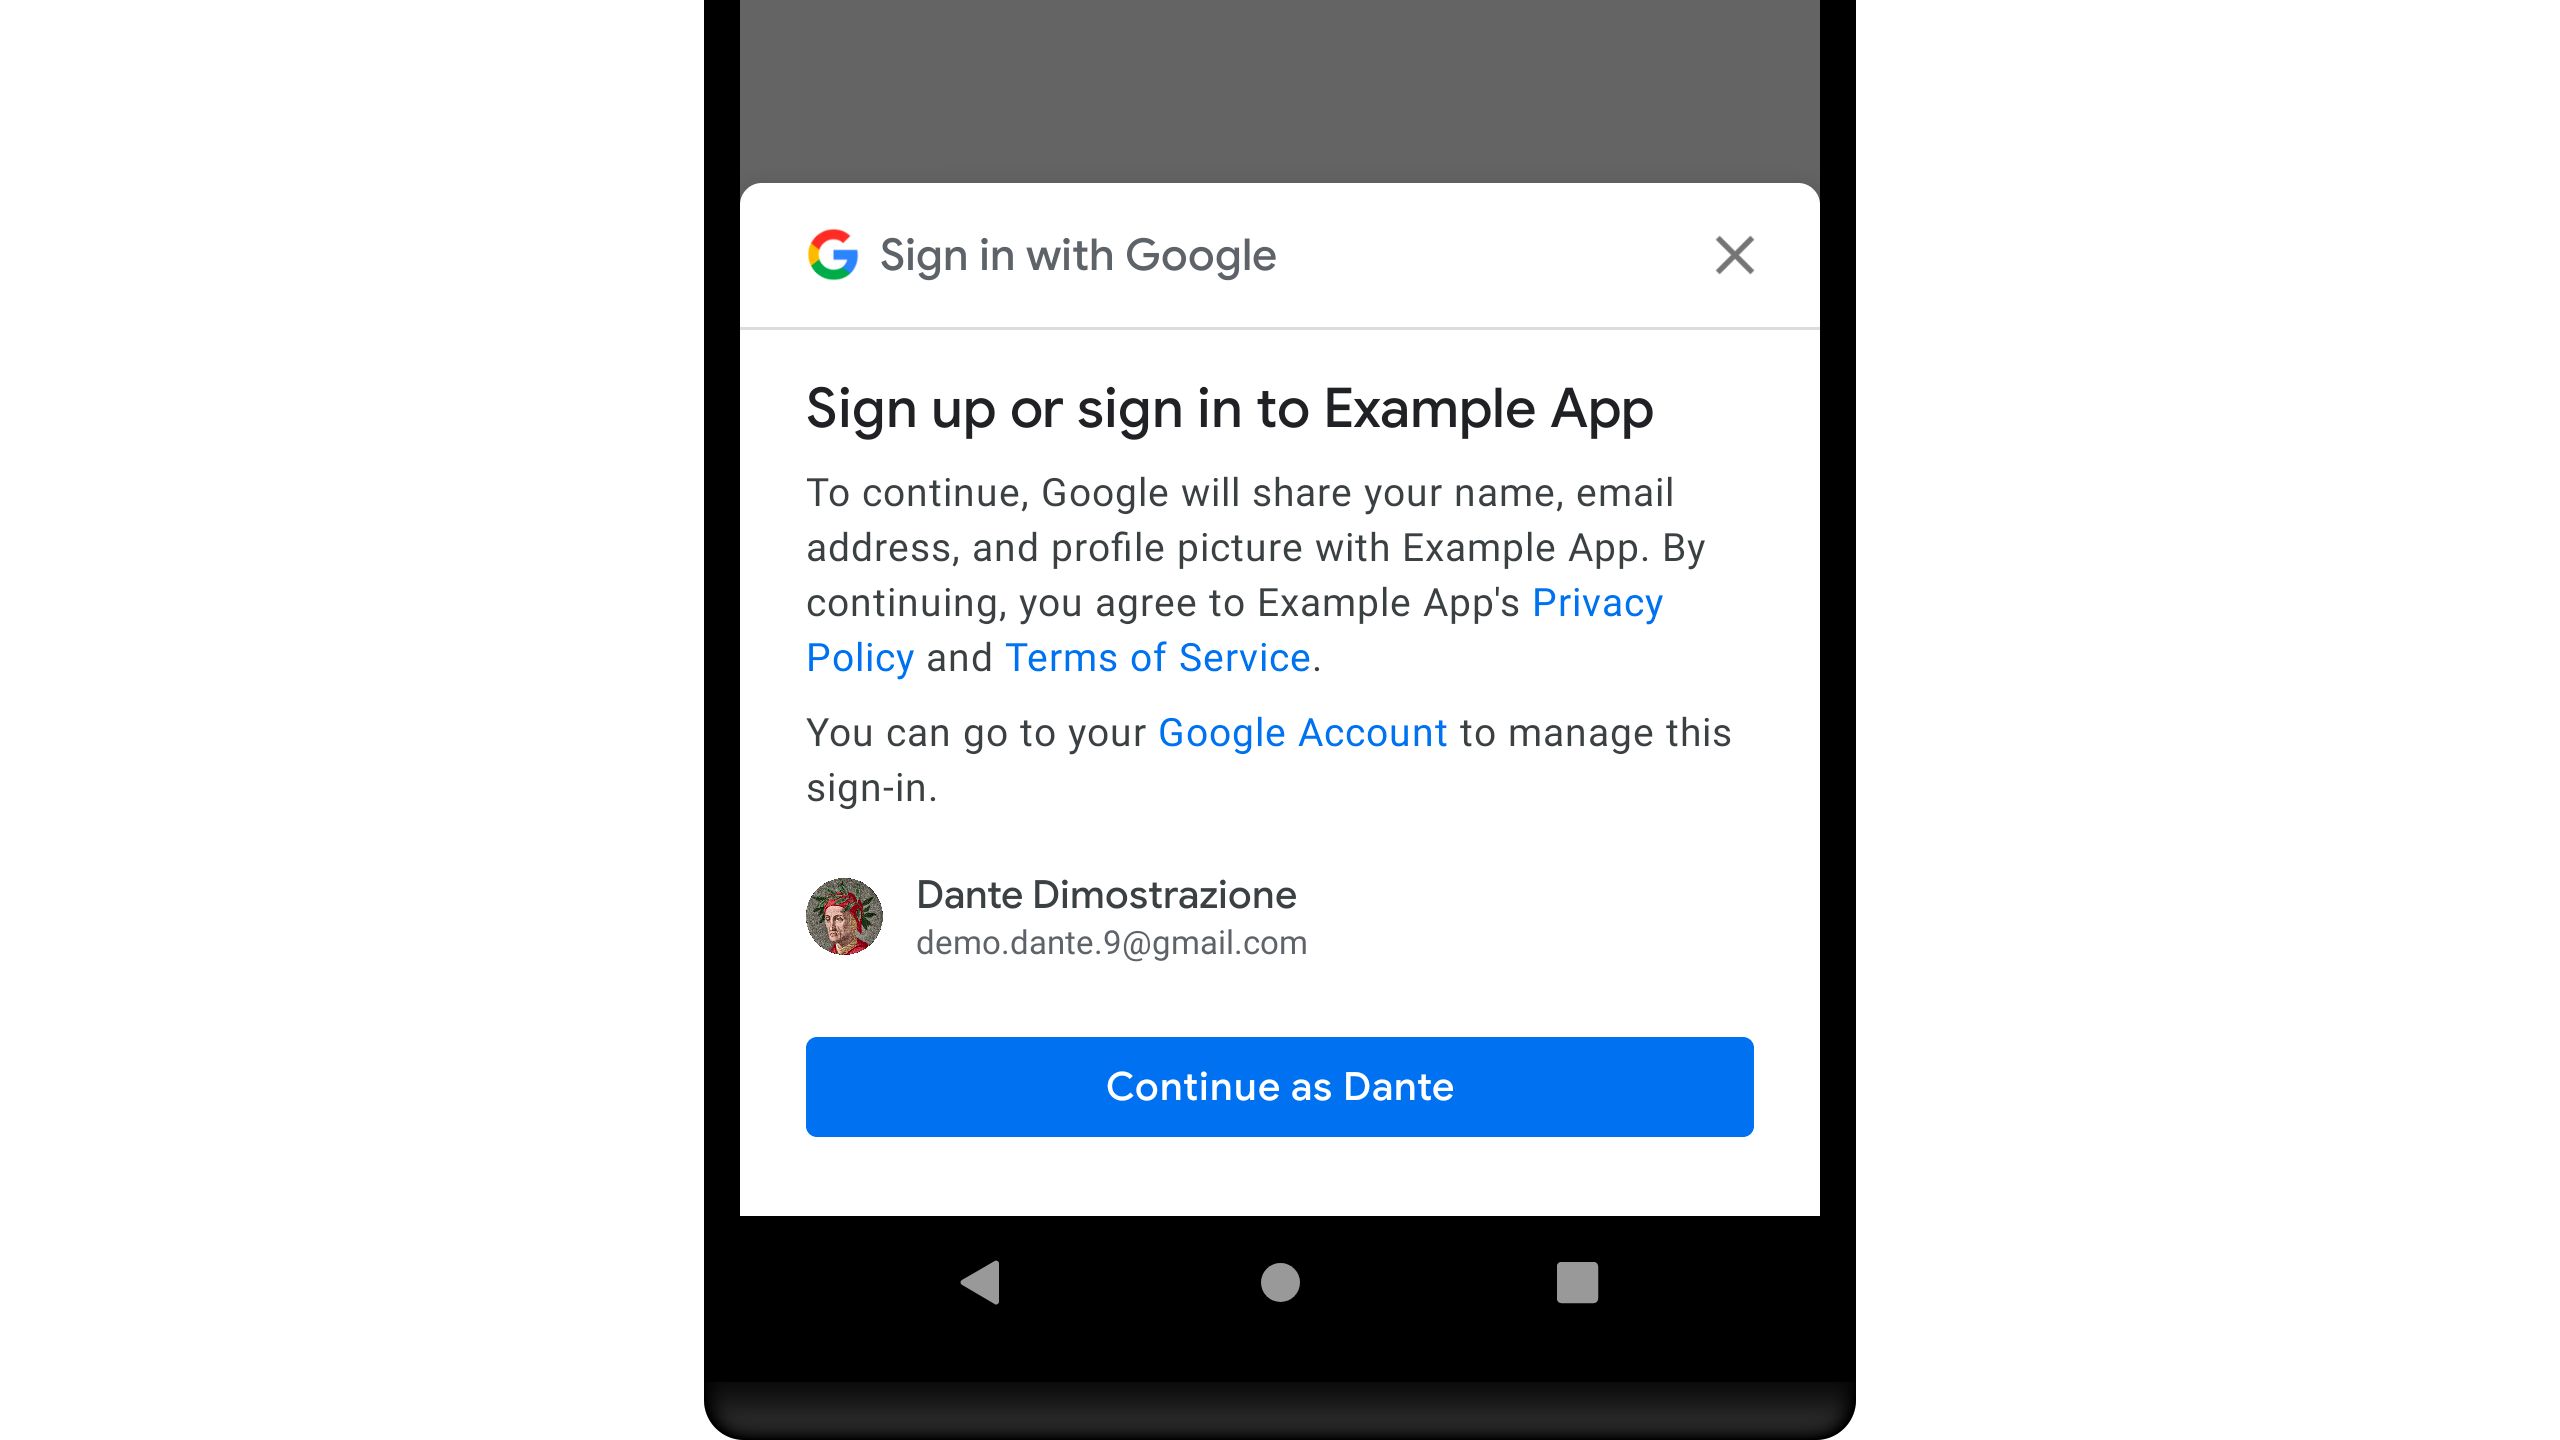 Sign in with Google
Sign up or sign in to Example App
To continue, Google will share your name, email
address, and profile picture with Example App. By
continuing, you agree to Example App's Privacy
Policy and Terms of Service.
You can go to your Google Account to manage this
sign-in.
Dante Dimostrazione
demo.dante.9@gmail.com
Continue as Dante